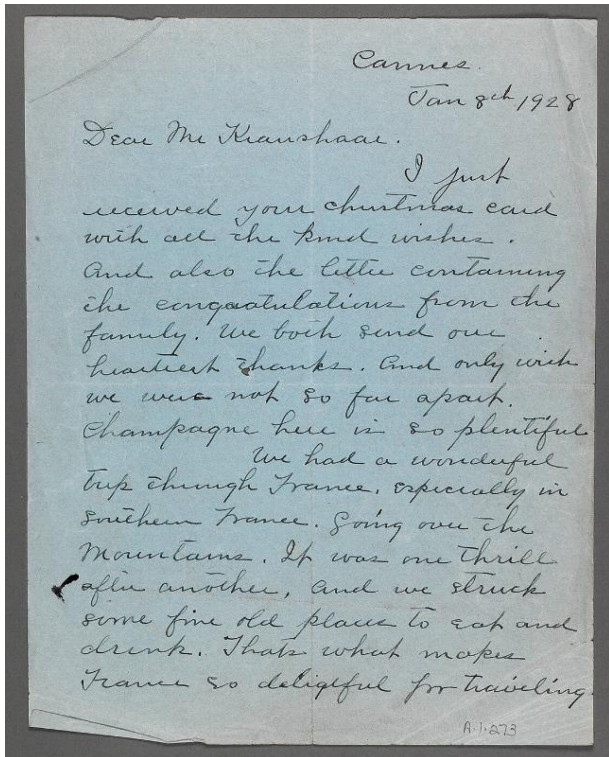 Cannes.
Jan 8th 1928
Dear Mr Kraushaar.
I just
received your christmas card
with all the kind wishes.
And also the letter containing
the congratulations from the
family. We both send our
heartiest thanks. And only wish
we were not so far apart.
Champagne here is so plentiful
We had a wonderful
trip through France, especially in
southern France. Going over the
Mountains. It was one thrill
after another, and we struck
some fine old places to eat and
drink. Thats what makes
France so deligtful for traveling.
A.1.273